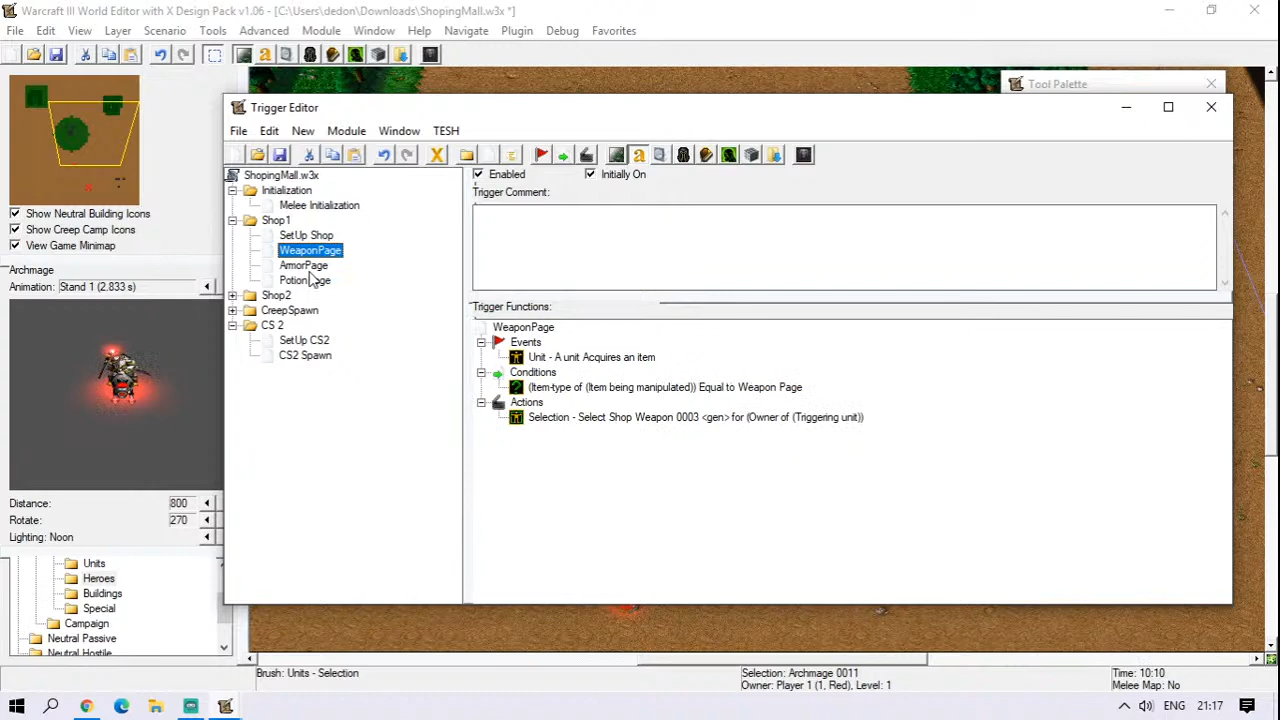 Warcraft III World Editor with X Design Pack v1.06 - [C:\Users\dedon\Downloads\ShopingMall.w3x *]
File Edit View Layer Scenario Tools Advanced Module Window Help Navigate Plugin Debug Favorites
Tool Palette
Trigger Editor
File Edit New Module Window TESH
ShopingMall.w3x
Initialization
Melee Initialization
Shop1
SetUp Shop
WeaponPage
AmorPage
Shop2
CreepSpawn
CS 2
SetUp CS2
CS2 Spawn
Enabled
Initially On
Trigger Comment:
Trigger Functions:
WeaponPage
Events
Unit - A unit Acquires an item
Conditions
(Item-type of (Item being manipulated)) Equal to Weapon Page
Actions
Selection - Select Shop Weapon 0003 <gen> for (Owner of (Triggering unit))
Show Neutral Building Icons
Show Creep Camp Icons
View Game Minimap
Archmage
Animation: Stand 1 (2.833 s)
Distance: 800
Rotate: 270
Lighting: Noon
Units
Heroes
Buildings
Special
Campaign
Neutral Passive
Neutral Hostile
Brush: Units - Selection
Selection: Archmage 0011
Owner: Player 1 (1, Red), Level: 1
Time: 10:10
Melee Map: No
ENG 21:17